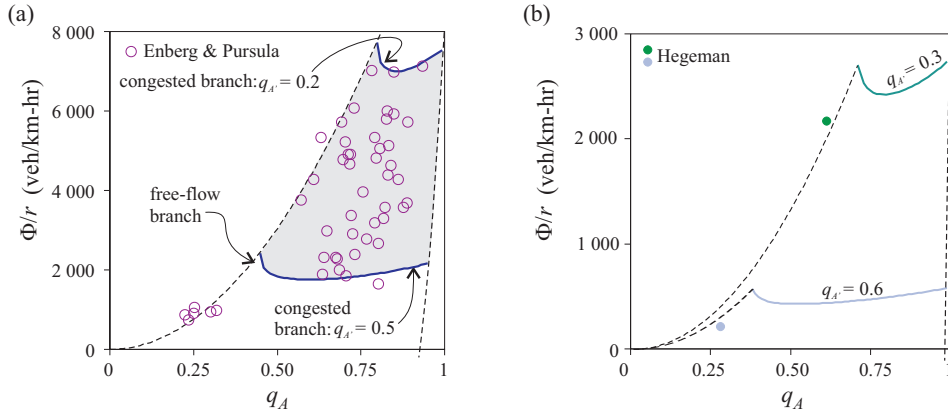 (a)
Φ/r (veh/km-hr)
8 000
6 000
4 000
2 000
0
Enberg & Pursula
congested branch: qA' = 0.2
free-flow
branch
congested
branch: qA' = 0.5
0
0.25
0.50
0.75
1
qA
(b)
Φ/r (veh/km-hr)
3 000
2 000
1 000
0
Hegeman
qA' = 0.3
qA' = 0.6
0
0.25
0.50
0.75
1
qA